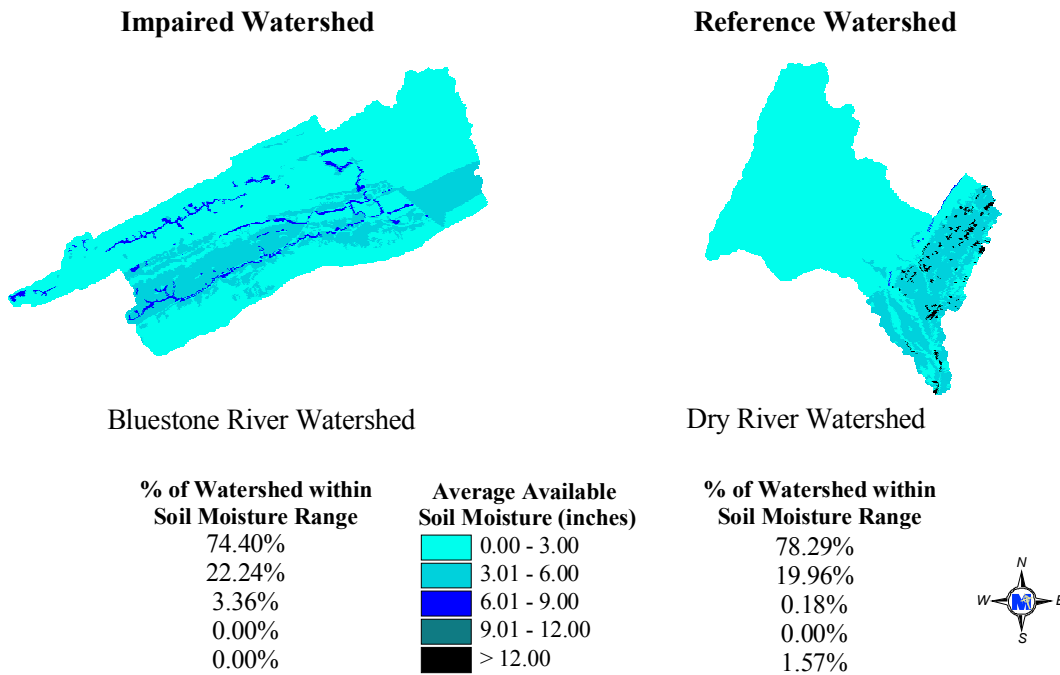 Impaired Watershed
Reference Watershed
Bluestone River Watershed
Dry River Watershed
% of Watershed within
Soil Moisture Range
74.40%
22.24%
3.36%
0.00%
0.00%
Average Available
Soil Moisture (inches)
0.00 - 3.00
3.01 - 6.00
6.01 - 9.00
9.01 - 12.00
> 12.00
% of Watershed within
Soil Moisture Range
78.29%
19.96%
0.18%
0.00%
1.57%
N
W
E
S